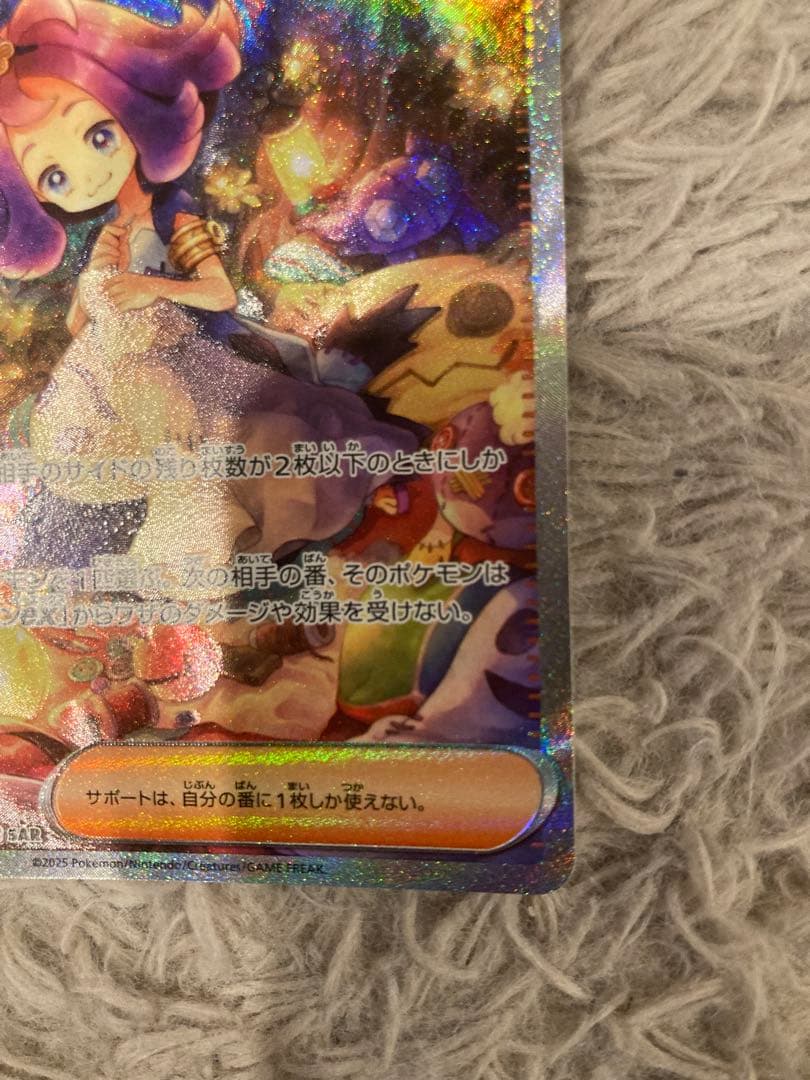 相手のサイドの残り枚数が2枚以下のときにしか
次の相手の番、そのポケモンは
ex」からワザのダメージや効果を受けない。
サポートは、自分の番に1枚しか使えない。
SAR
©2025 Pokémon/Nintendo/Creatures/GAME FREAK.